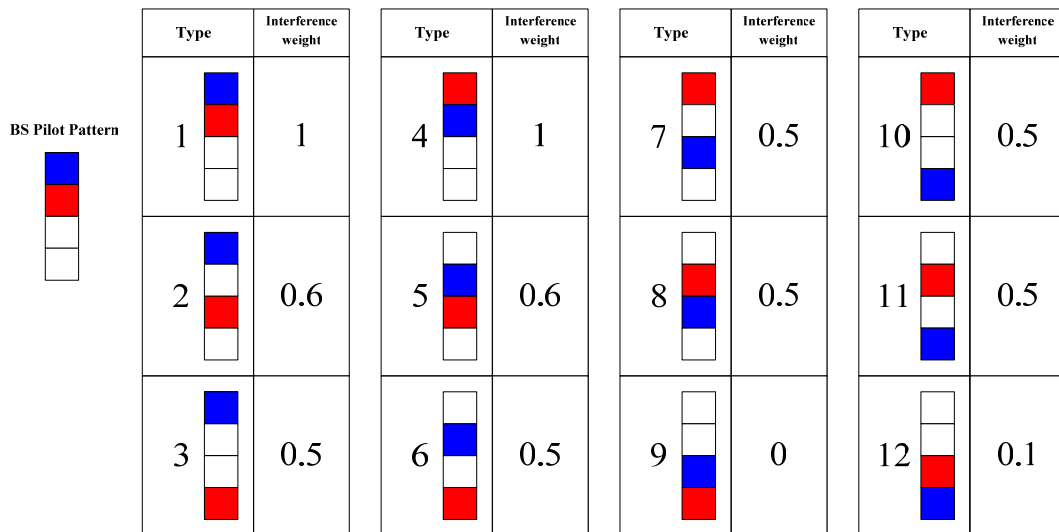 BS Pilot Pattern
Type Interference weight
1 1
2 0.6
3 0.5
Type Interference weight
4 1
5 0.6
6 0.5
Type Interference weight
7 0.5
8 0.5
9 0
Type Interference weight
10 0.5
11 0.5
12 0.1